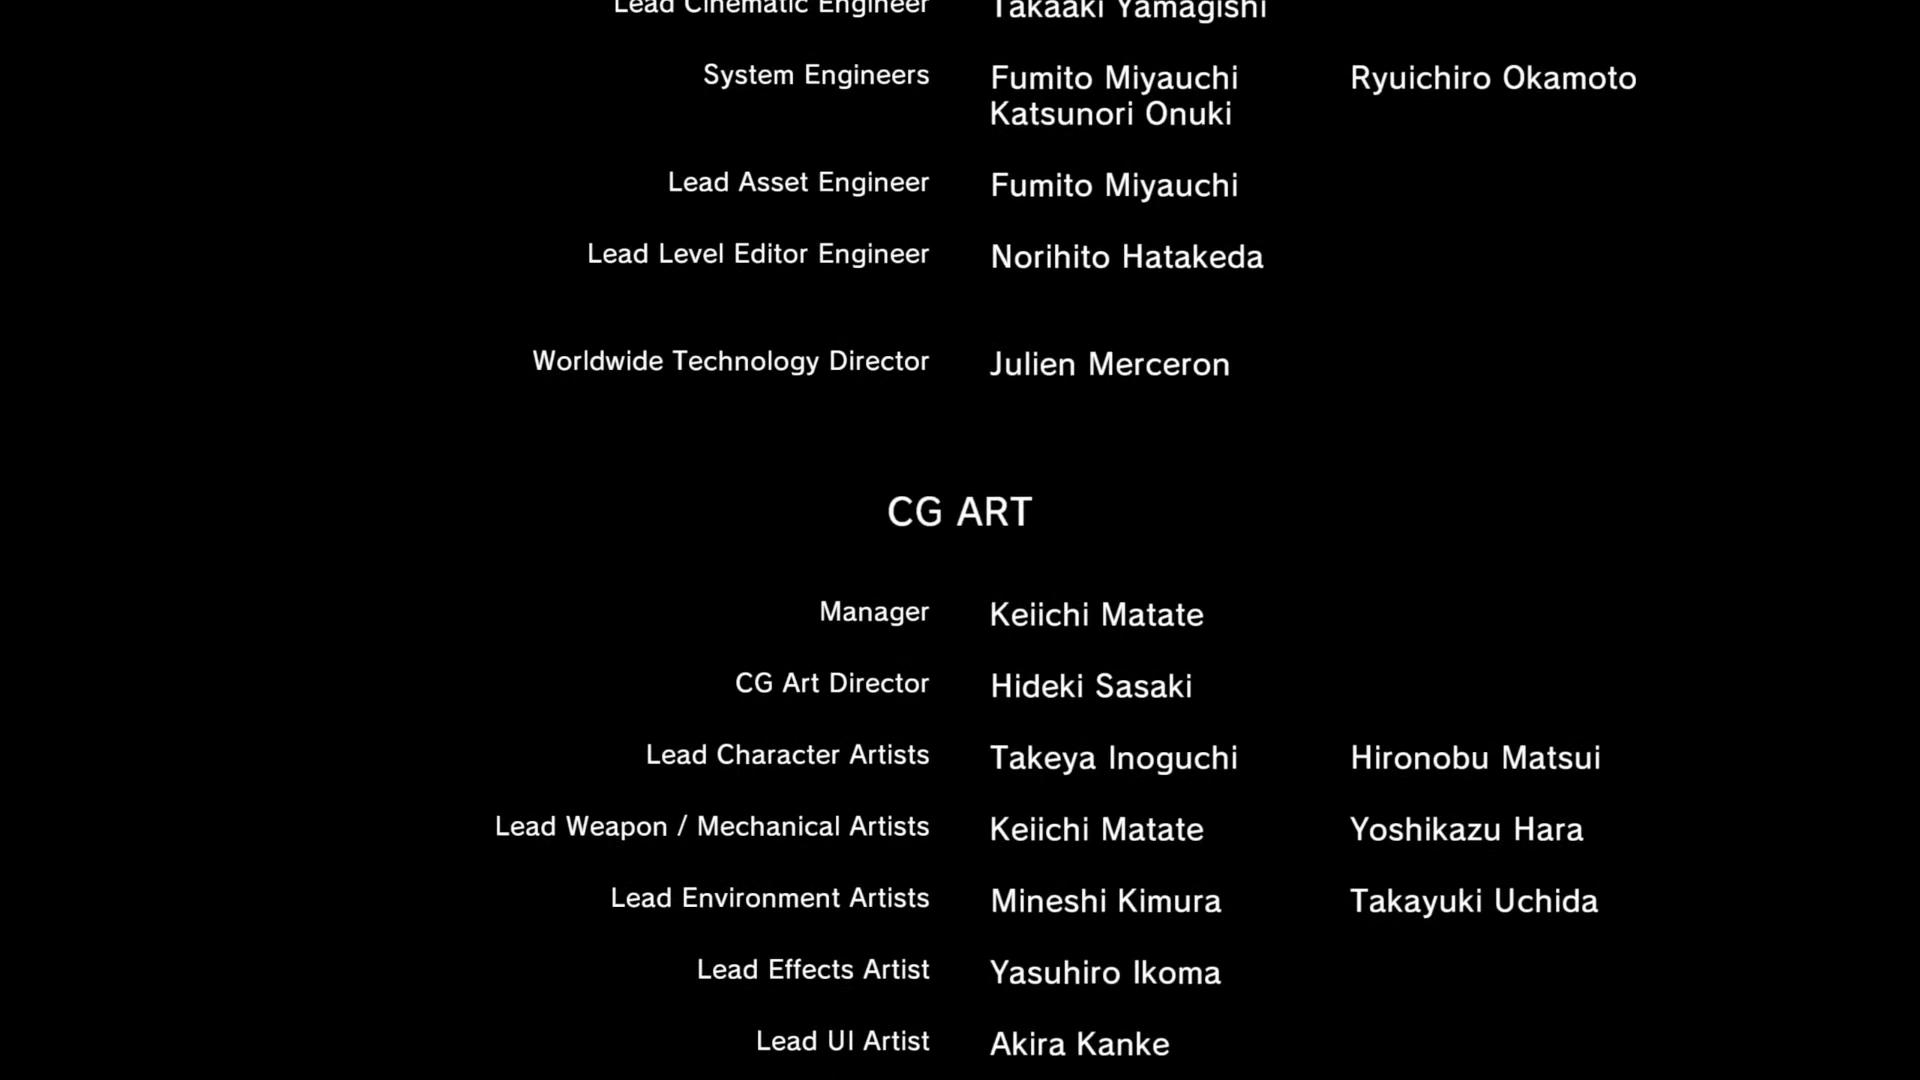 Lead Cinematic Engineer Takaaki Yamagishi
System Engineers Fumito Miyauchi Ryuichiro Okamoto
Katsunori Onuki
Lead Asset Engineer Fumito Miyauchi
Lead Level Editor Engineer Norihito Hatakeda
Worldwide Technology Director Julien Merceron
CG ART
Manager Keiichi Matate
CG Art Director Hideki Sasaki
Lead Character Artists Takeya Inoguchi Hironobu Matsui
Lead Weapon / Mechanical Artists Keiichi Matate Yoshikazu Hara
Lead Environment Artists Mineshi Kimura Takayuki Uchida
Lead Effects Artist Yasuhiro Ikoma
Lead UI Artist Akira Kanke